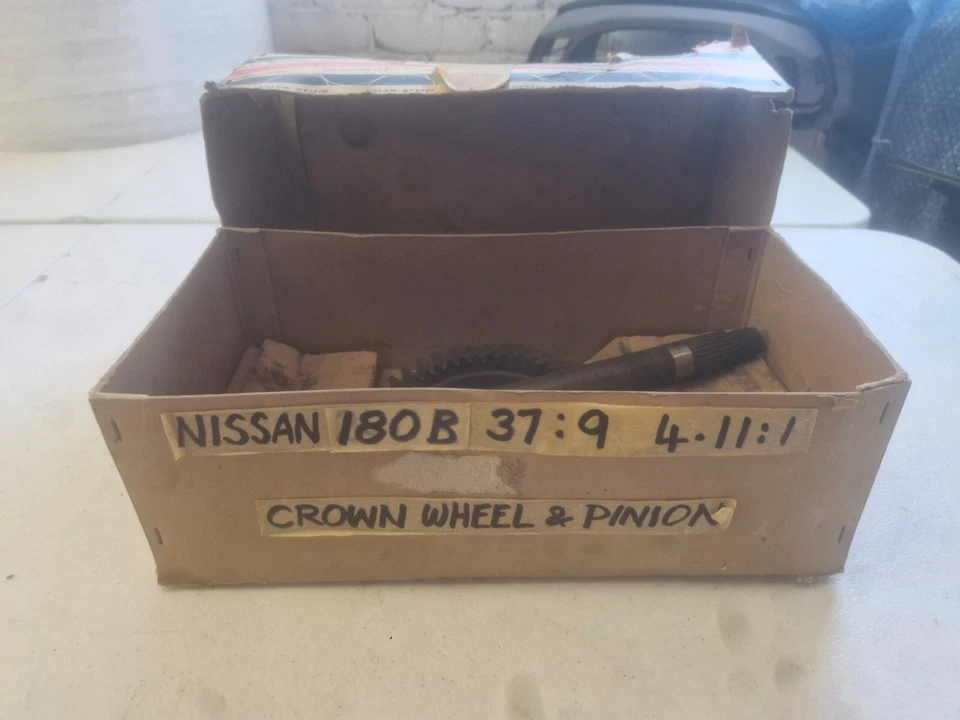 NISSAN 180B 37:9 4.11:1
CROWN WHEEL & PINION